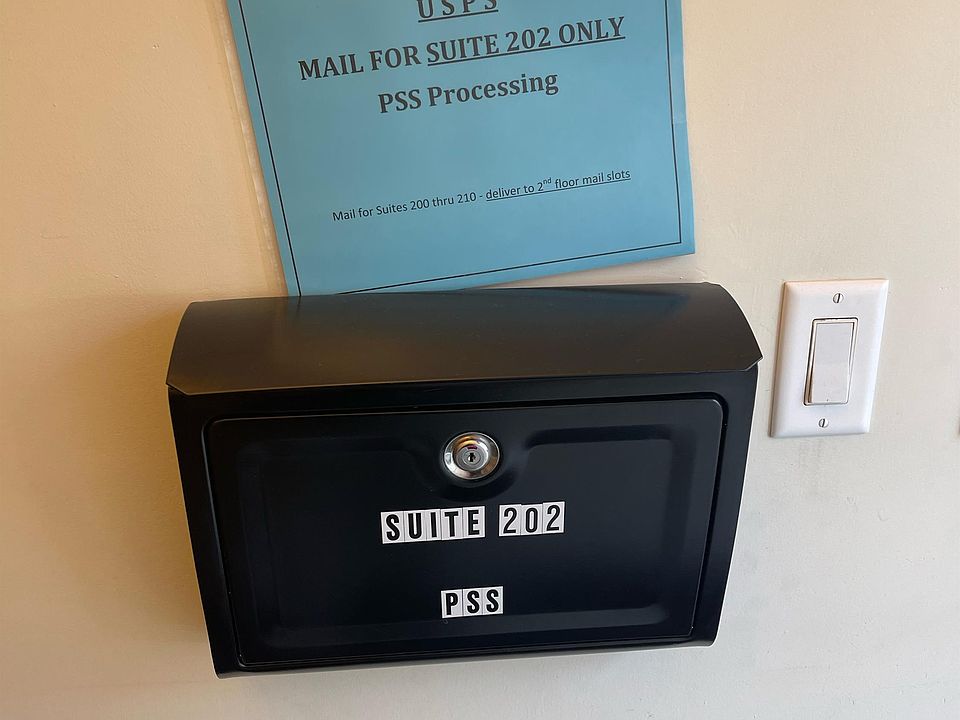 USPS
MAIL FOR SUITE 202 ONLY
PSS Processing
Mail for Suites 200 thru 210 - deliver to 2nd floor mail slots
SUITE 202
PSS